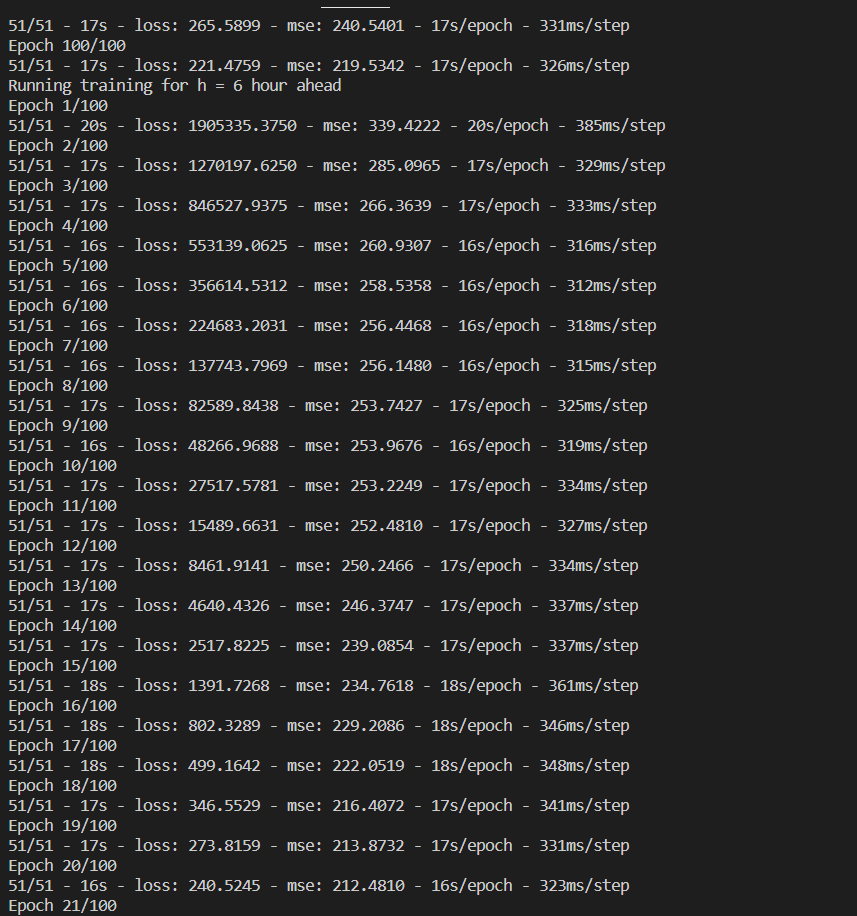 51/51 - 17s - loss: 265.5899 - mse: 240.5401 - 17s/epoch - 331ms/step
Epoch 100/100
51/51 - 17s - loss: 221.4759 - mse: 219.5342 - 17s/epoch - 326ms/step
Running training for h = 6 hour ahead
Epoch 1/100
51/51 - 20s - loss: 1905335.3750 - mse: 339.4222 - 20s/epoch - 385ms/step
Epoch 2/100
51/51 - 17s - loss: 1270197.6250 - mse: 285.0965 - 17s/epoch - 329ms/step
Epoch 3/100
51/51 - 17s - loss: 846527.9375 - mse: 266.3639 - 17s/epoch - 333ms/step
Epoch 4/100
51/51 - 16s - loss: 553139.0625 - mse: 260.9307 - 16s/epoch - 316ms/step
Epoch 5/100
51/51 - 16s - loss: 356614.5312 - mse: 258.5358 - 16s/epoch - 312ms/step
Epoch 6/100
51/51 - 16s - loss: 224683.2031 - mse: 256.4468 - 16s/epoch - 318ms/step
Epoch 7/100
51/51 - 16s - loss: 137743.7969 - mse: 256.1480 - 16s/epoch - 315ms/step
Epoch 8/100
51/51 - 17s - loss: 82589.8438 - mse: 253.7427 - 17s/epoch - 325ms/step
Epoch 9/100
51/51 - 16s - loss: 48266.9688 - mse: 253.9676 - 16s/epoch - 319ms/step
Epoch 10/100
51/51 - 17s - loss: 27517.5781 - mse: 253.2249 - 17s/epoch - 334ms/step
Epoch 11/100
51/51 - 17s - loss: 15489.6631 - mse: 252.4810 - 17s/epoch - 327ms/step
Epoch 12/100
51/51 - 17s - loss: 8461.9141 - mse: 250.2466 - 17s/epoch - 334ms/step
Epoch 13/100
51/51 - 17s - loss: 4640.4326 - mse: 246.3747 - 17s/epoch - 337ms/step
Epoch 14/100
51/51 - 17s - loss: 2517.8225 - mse: 239.0854 - 17s/epoch - 337ms/step
Epoch 15/100
51/51 - 18s - loss: 1391.7268 - mse: 234.7618 - 18s/epoch - 361ms/step
Epoch 16/100
51/51 - 18s - loss: 802.3289 - mse: 229.2086 - 18s/epoch - 346ms/step
Epoch 17/100
51/51 - 18s - loss: 499.1642 - mse: 222.0519 - 18s/epoch - 348ms/step
Epoch 18/100
51/51 - 17s - loss: 346.5529 - mse: 216.4072 - 17s/epoch - 341ms/step
Epoch 19/100
51/51 - 17s - loss: 273.8159 - mse: 213.8732 - 17s/epoch - 331ms/step
Epoch 20/100
51/51 - 16s - loss: 240.5245 - mse: 212.4810 - 16s/epoch - 323ms/step
Epoch 21/100